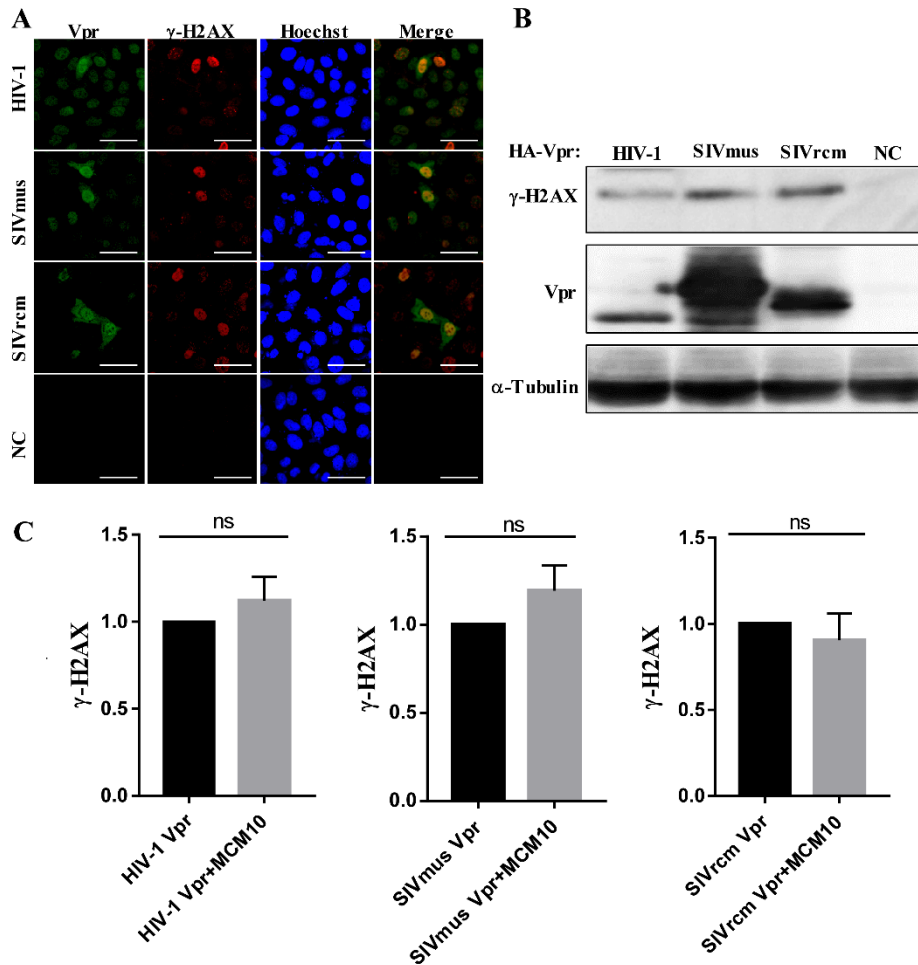 A
Vpr γ-H2AX Hoechst Merge
HIV-1
SIVmus
SIVrcm
NC
B
HA-Vpr: HIV-1 SIVmus SIVrcm NC
γ-H2AX
Vpr
α-Tubulin
C
ns
1.5
1.0
0.5
0.0
γ-H2AX
HIV-1 Vpr
HIV-1 Vpr+MCM10
ns
1.5
1.0
0.5
0.0
γ-H2AX
SIVmus Vpr
SIVmus Vpr+MCM10
ns
1.5
1.0
0.5
0.0
γ-H2AX
SIVrcm Vpr
SIVrcm Vpr+MCM10